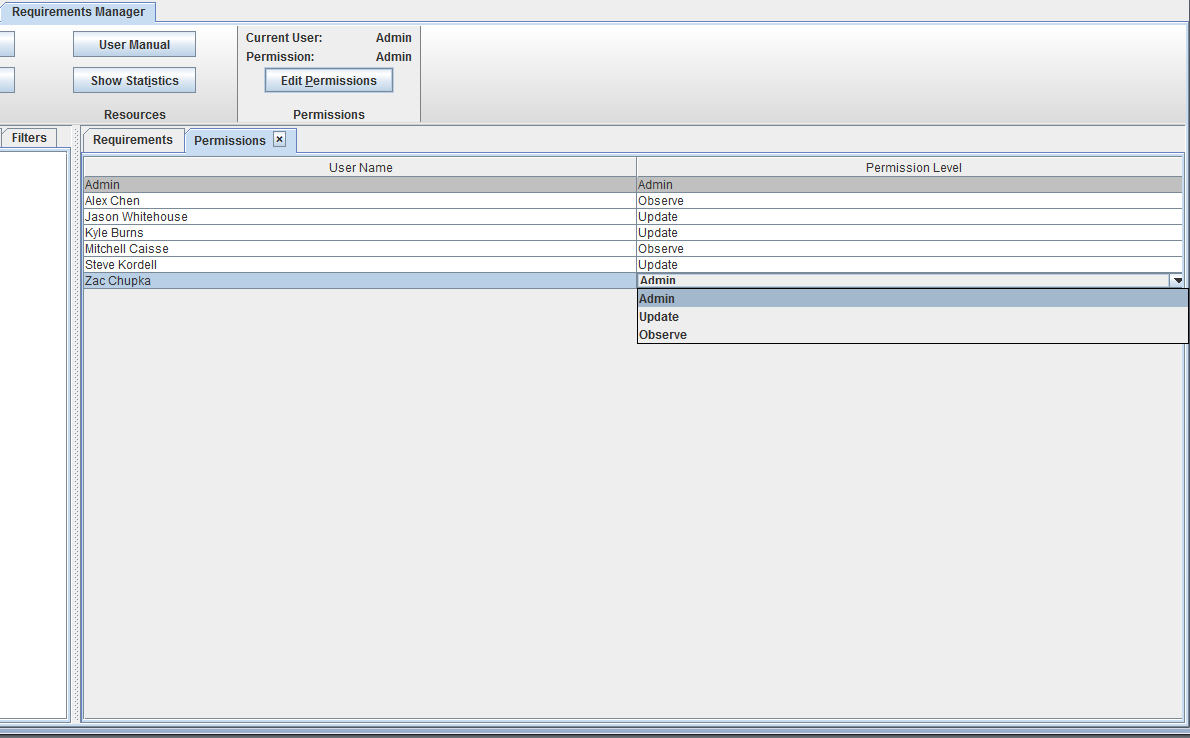 Requirements Manager
User Manual
Show Statistics
Resources
Current User: Admin
Permission: Admin
Edit Permissions
Permissions
Filters
Requirements
Permissions
User Name Permission Level
Admin Admin
Alex Chen Observe
Jason Whitehouse Update
Kyle Burns Update
Mitchell Caisse Observe
Steve Kordell Update
Zac Chupka Admin
Admin
Update
Observe